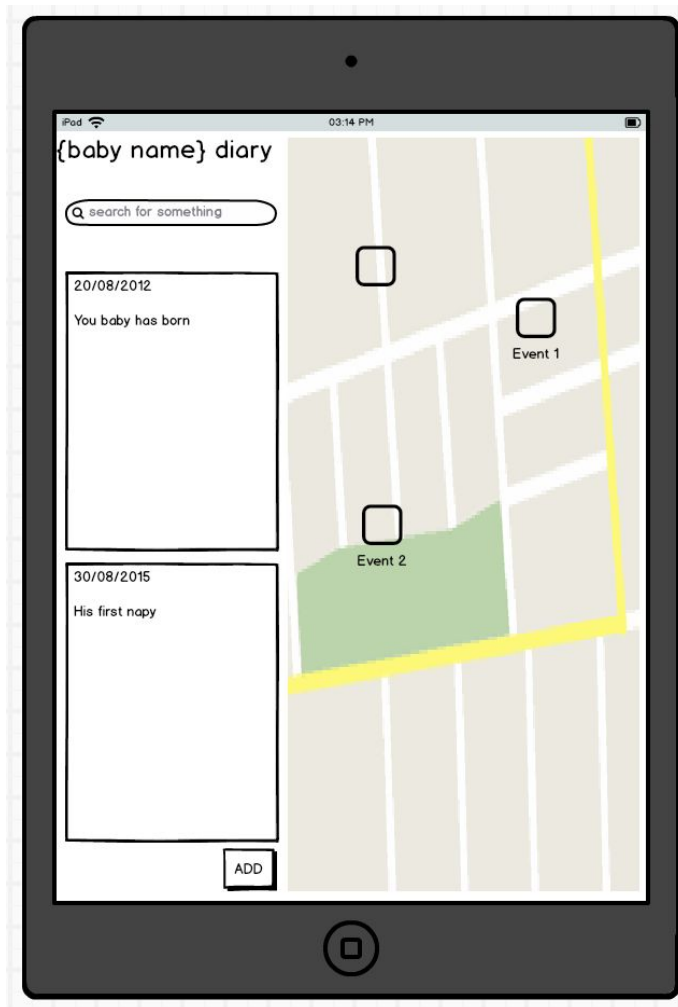 iPod
03:14 PM
{baby name} diary
search for something
20/08/2012
You baby has born
30/08/2015
His first napy
ADD
Event 1
Event 2